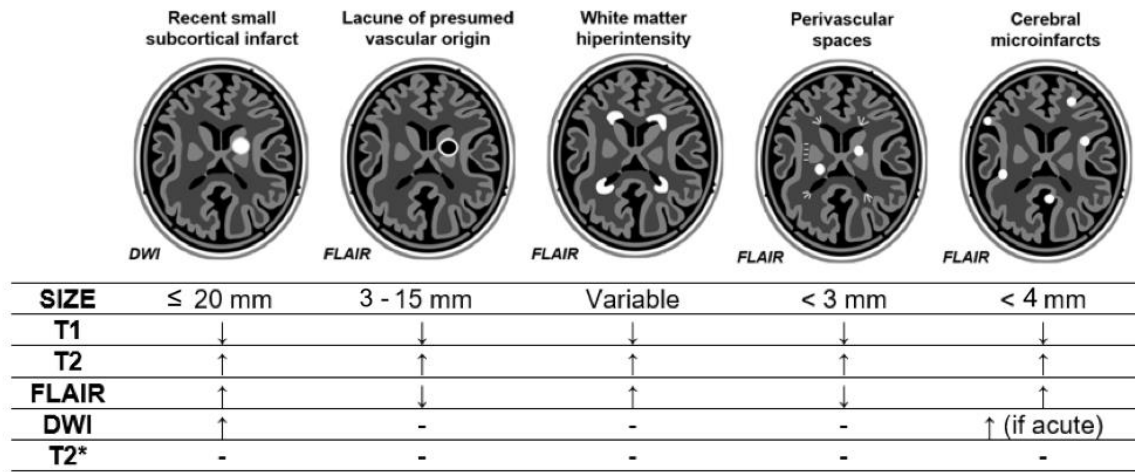 Recent small
subcortical infarct
Lacune of presumed
vascular origin
White matter
hiperintensity
Perivascular
spaces
Cerebral
microinfarcts
DWI
FLAIR
FLAIR
FLAIR
FLAIR
SIZE ≤ 20 mm 3 - 15 mm Variable < 3 mm < 4 mm
T1 ↓ ↓ ↓ ↓ ↓
T2 ↑ ↑ ↑ ↑ ↑
FLAIR ↑ ↓ ↑ ↓ ↑
DWI ↑ - - - ↑ (if acute)
T2* - - - - -